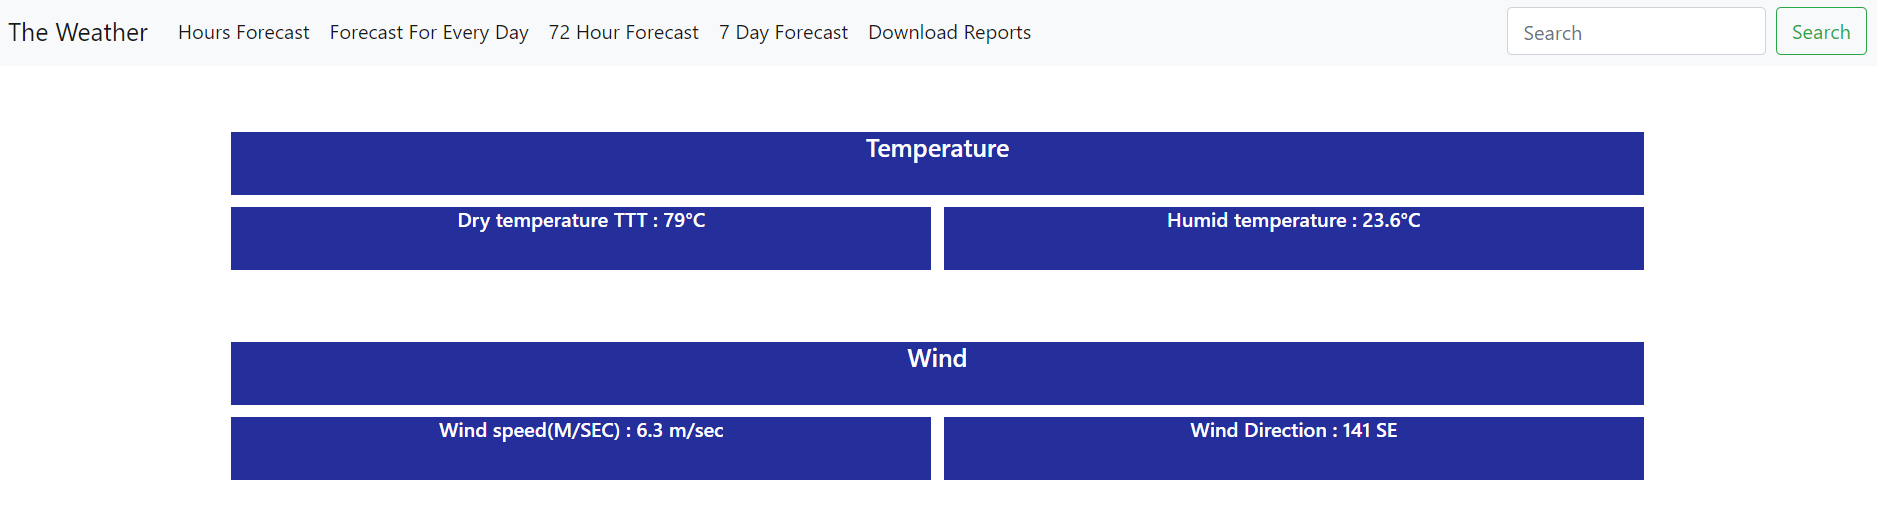 The Weather Hours Forecast Forecast For Every Day 72 Hour Forecast 7 Day Forecast Download Reports Search Search
Temperature
Dry temperature TTT : 79°C Humid temperature : 23.6°C
Wind
Wind speed(M/SEC) : 6.3 m/sec Wind Direction : 141 SE